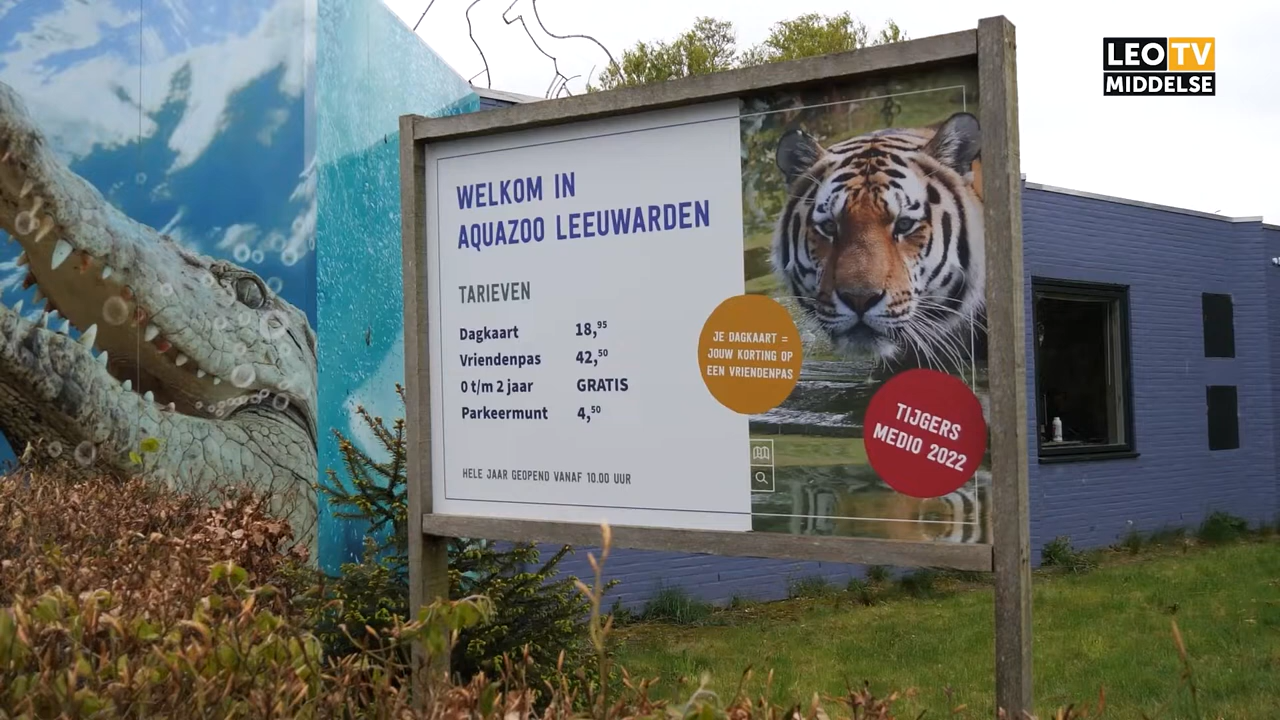 LEO TV
MIDDELSE
WELKOM IN
AQUAZOO LEEUWARDEN
TARIEVEN
Dagkaart 18,95
Vriendenpas 42,50
0 t/m 2 jaar GRATIS
Parkeermunt 4,50
HELE JAAR GEOPEND VANAF 10.00 UUR
JE DAGKAART =
JOUW KORTING OP
EEN VRIENDENPAS
TIJGERS
MEDIO 2022